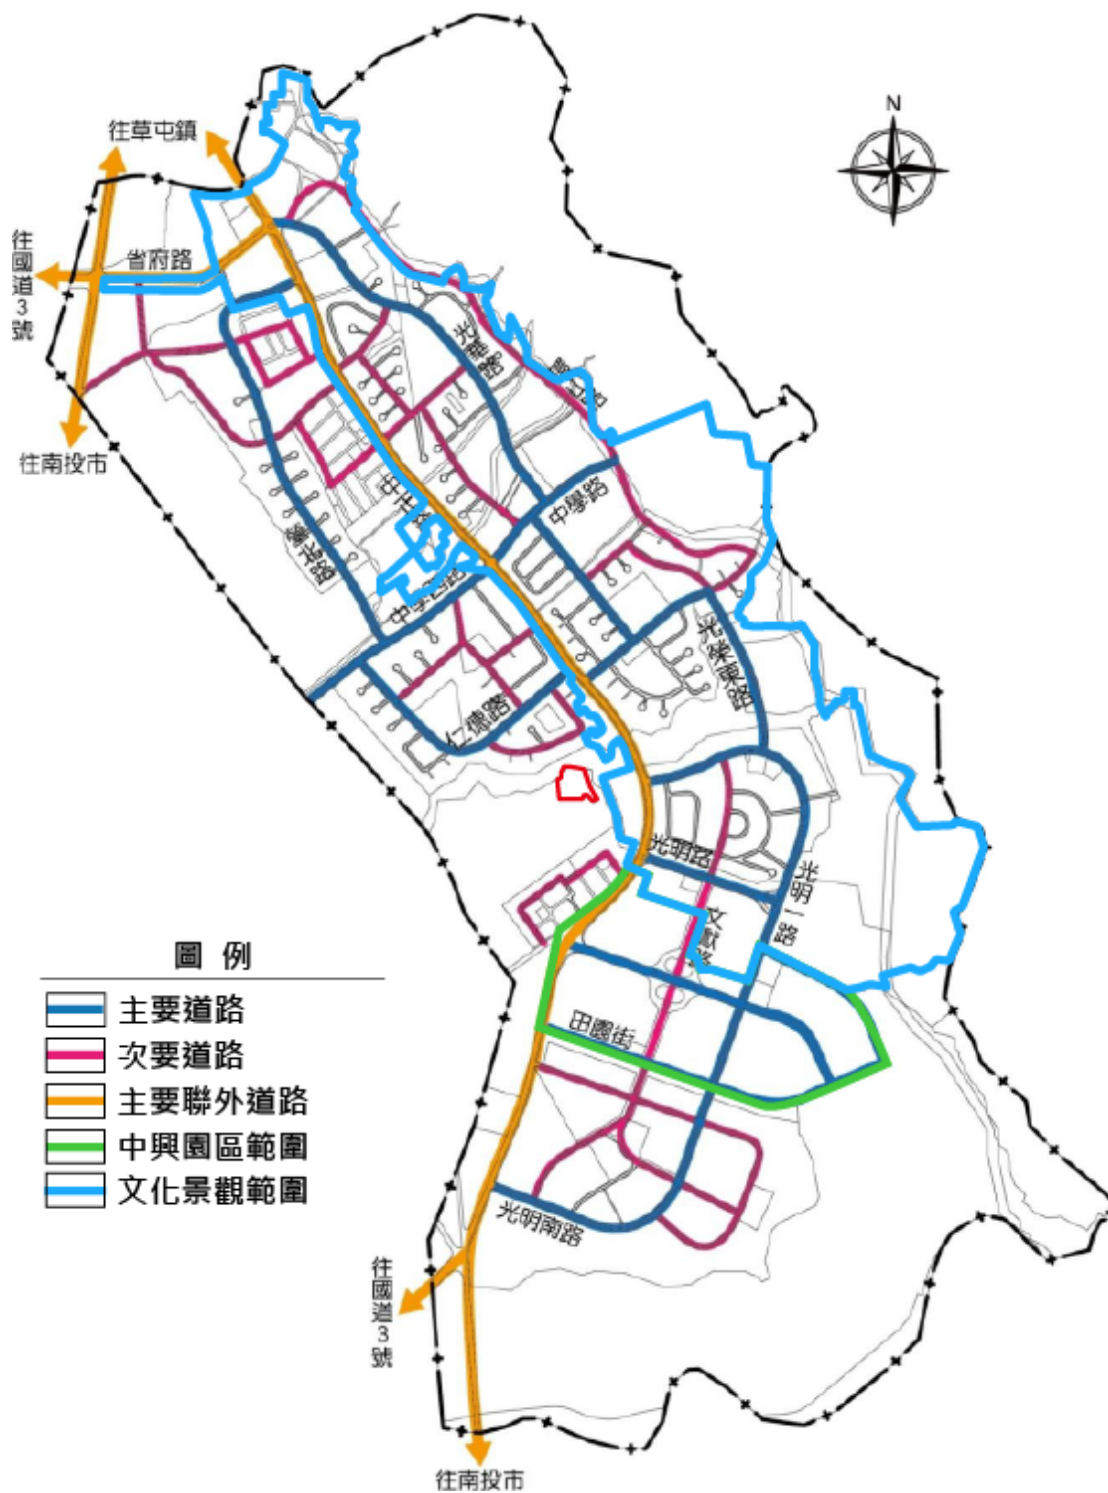 N
往草屯鎮
往國道3號
省府路
光華路
往南投市
中正路
中學路
中學西路
光榮東路
仁德路
光明路
光明一路
文獻路
圖例
主要道路
次要道路
主要聯外道路
中興園區範圍
文化景觀範圍
田園街
光明南路
往國道3號
往南投市